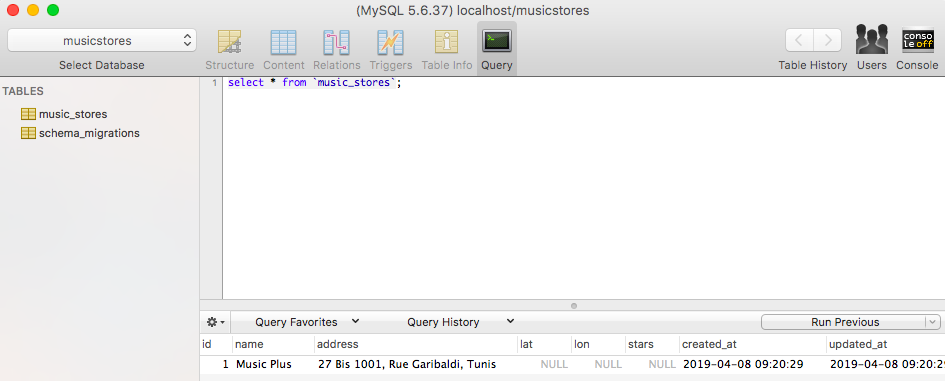 (MySQL 5.6.37) localhost/musicstores
musicstores
Select Database
Structure Content Relations Triggers Table Info Query
Table History Users Console
conso
le off
TABLES
music_stores
schema_migrations
1 select * from `music_stores`;
Query Favorites Query History Run Previous
id name address lat lon stars created_at updated_at
1 Music Plus 27 Bis 1001, Rue Garibaldi, Tunis NULL NULL NULL 2019-04-08 09:20:29 2019-04-08 09:20:29